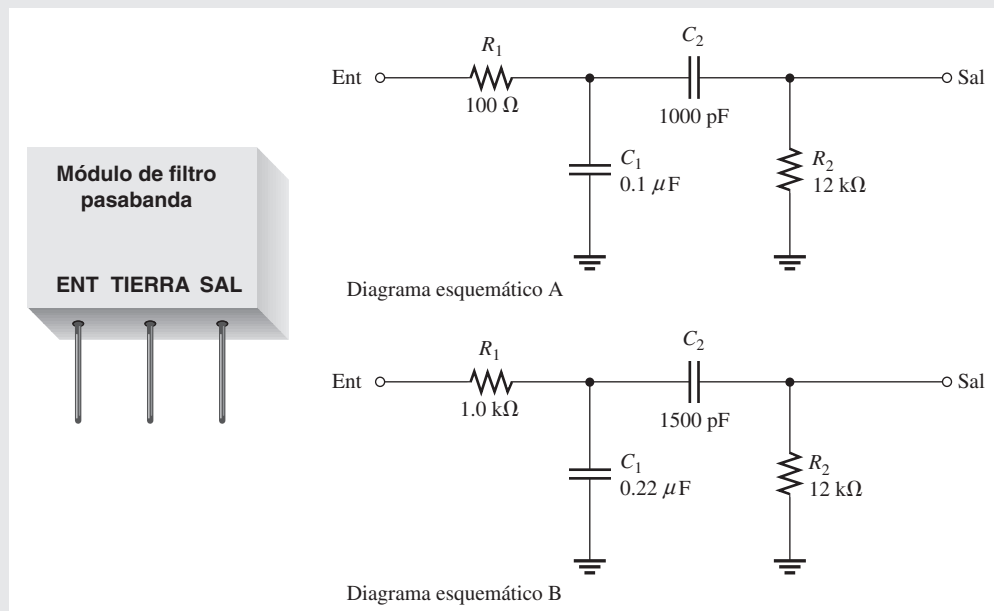 Módulo de filtro
pasabanda
ENT TIERRA SAL
Ent
R₁
100 Ω
C₂
1000 pF
Sal
C₁
0.1 μF
R₂
12 kΩ
Diagrama esquemático A
Ent
R₁
1.0 kΩ
C₂
1500 pF
Sal
C₁
0.22 μF
R₂
12 kΩ
Diagrama esquemático B